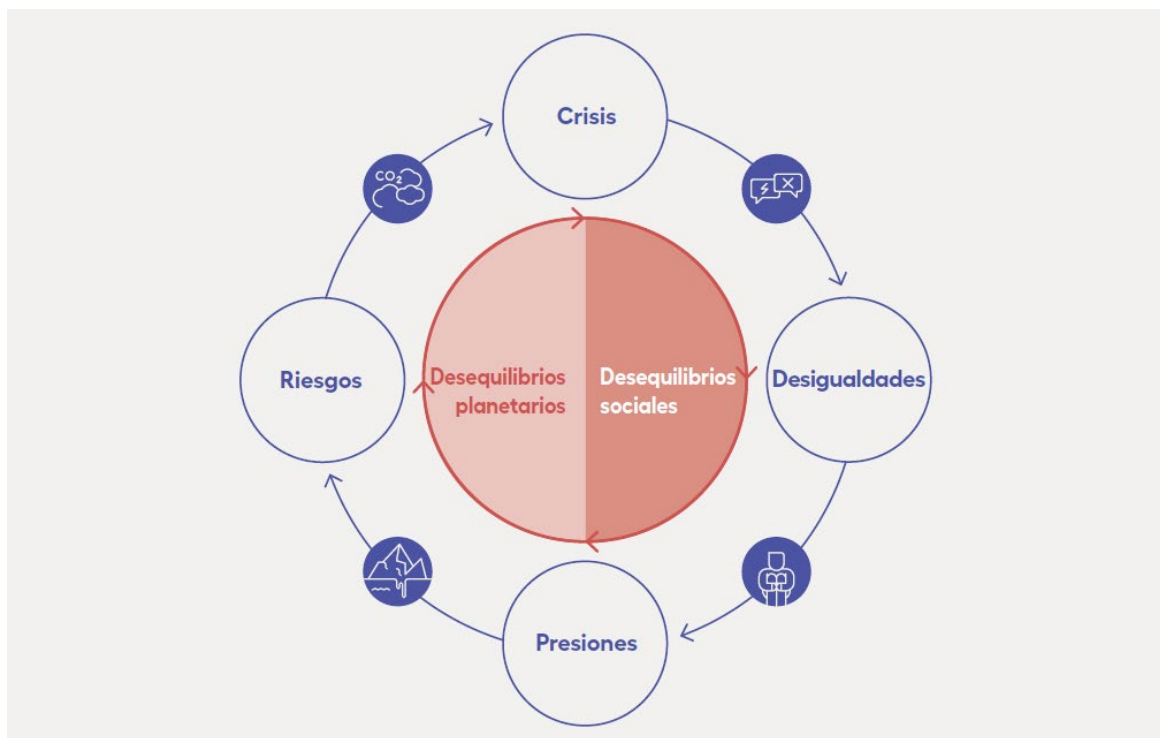 Crisis
CO₂
Riesgos
Desequilibrios
planetarios
Desequilibrios
sociales
Desigualdades
Presiones